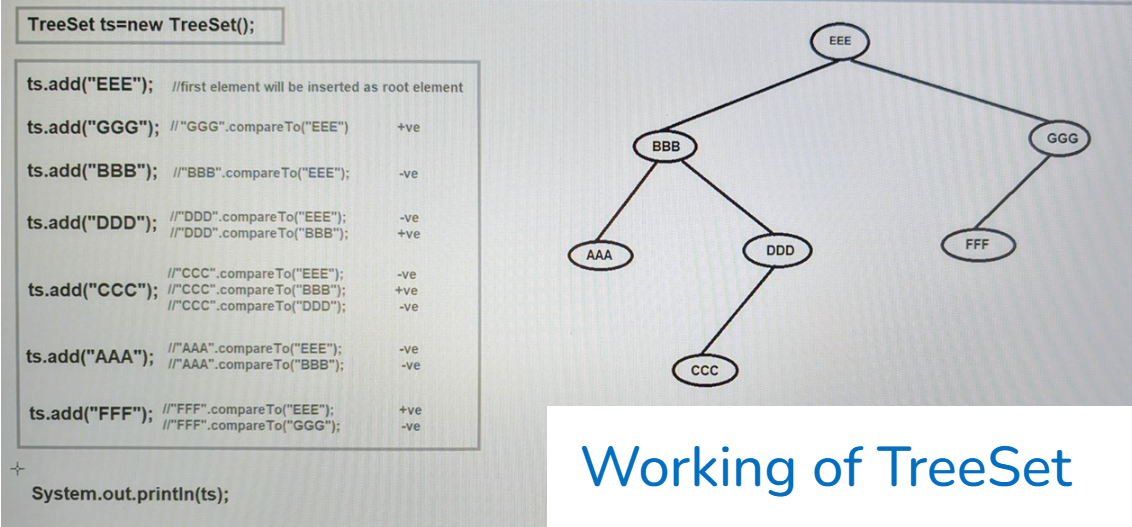 TreeSet ts=new TreeSet();
ts.add("EEE"); //first element will be inserted as root element
ts.add("GGG"); //"GGG".compareTo("EEE") +ve
ts.add("BBB"); //"BBB".compareTo("EEE"); -ve
ts.add("DDD"); //"DDD".compareTo("EEE"); -ve
//"DDD".compareTo("BBB"); +ve
//"CCC".compareTo("EEE"); -ve
ts.add("CCC"); //"CCC".compareTo("BBB"); +ve
//"CCC".compareTo("DDD"); -ve
ts.add("AAA"); //"AAA".compareTo("EEE"); -ve
//"AAA".compareTo("BBB"); -ve
ts.add("FFF"); //"FFF".compareTo("EEE"); +ve
//"FFF".compareTo("GGG"); -ve
System.out.println(ts);
EEE
BBB GGG
AAA DDD FFF
CCC
Working of TreeSet